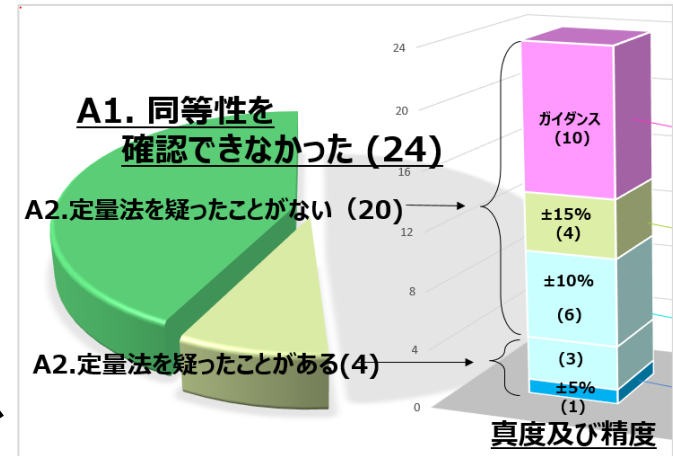 A1. 同等性を
確認できなかった (24)
A2.定量法を疑ったことがない（20)
A2.定量法を疑ったことがある(4)
24
20
16
12
8
4
0
ガイダンス
(10)
±15%
(4)
±10%
(6)
(3)
±5%
(1)
真度及び精度